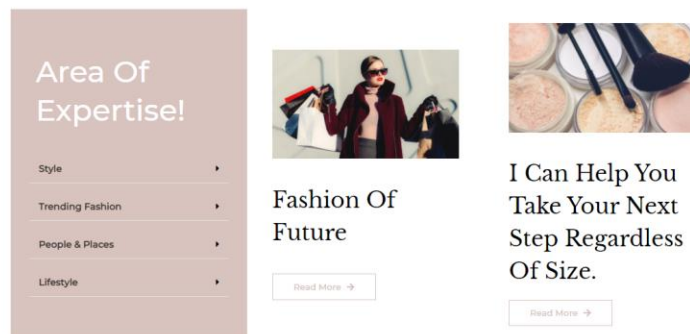 Area Of
Expertise!
Style
Trending Fashion
People & Places
Lifestyle
Fashion Of
Future
Read More →
I Can Help You
Take Your Next
Step Regardless
Of Size.
Read More →